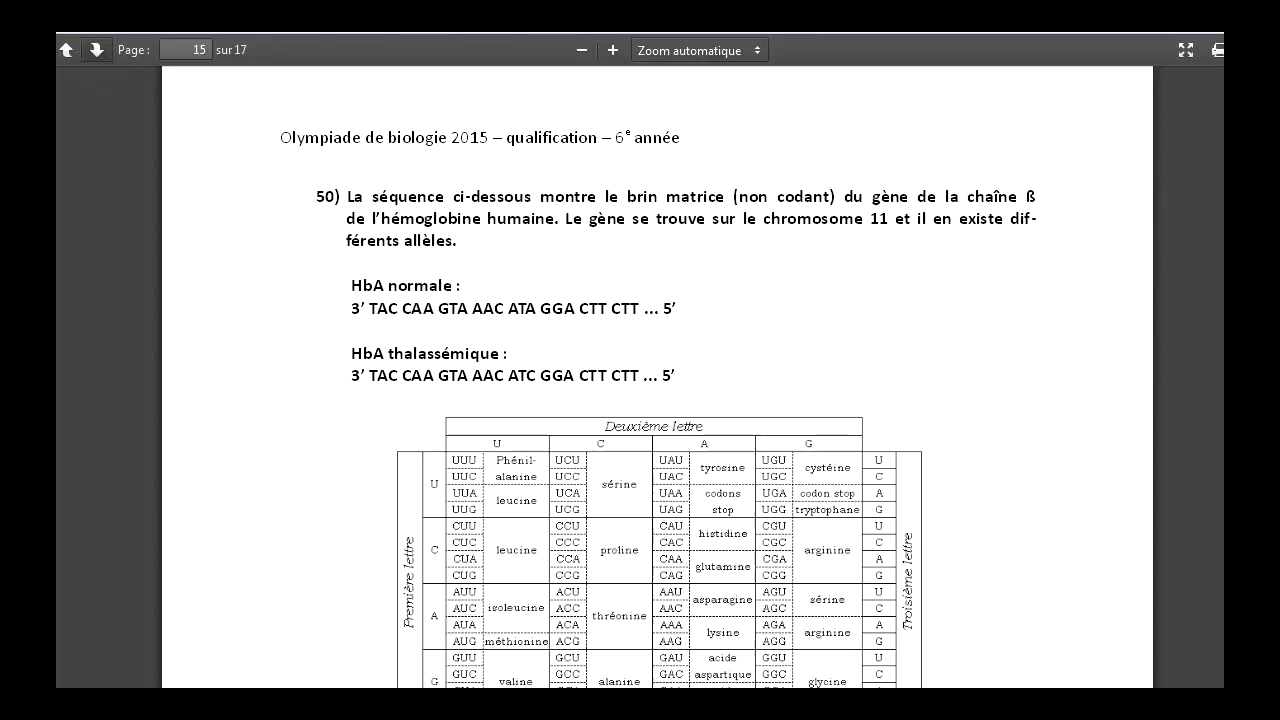 Page : 15 sur 17 Zoom automatique
Olympiade de biologie 2015 – qualification – 6e année
50) La séquence ci-dessous montre le brin matrice (non codant) du gène de la chaîne ß
de l’hémoglobine humaine. Le gène se trouve sur le chromosome 11 et il en existe dif-
férents allèles.
HbA normale :
3’ TAC CAA GTA AAC ATA GGA CTT CTT ... 5’
HbA thalassémique :
3’ TAC CAA GTA AAC ATC GGA CTT CTT ... 5’
Deuxième lettre
U C A G
Première lettre
Troisième lettre
U
UUU Phénil- UCU UAU UGU U
UUC alanine UCC sérine UAC tyrosine UGC cystéine C
UUA leucine UCA UAA codons UGA codon stop A
UUG UCG UAG stop UGG tryptophane G
C
CUU CCU CAU histidine CGU U
CUC leucine CCC proline CAC CGC arginine C
CUA CCA CAA glutamine CGA A
CUG CCG CAG CGG G
A
AUU ACU AAU asparagine AGU sérine U
AUC isoleucine ACC thréonine AAC AGC C
AUA ACA AAA lysine AGA arginine A
AUG méthionine ACG AAG AGG G
G
GUU GCU GAU acide GGU U
GUC valine GCC alanine GAC aspartique GGC glycine C